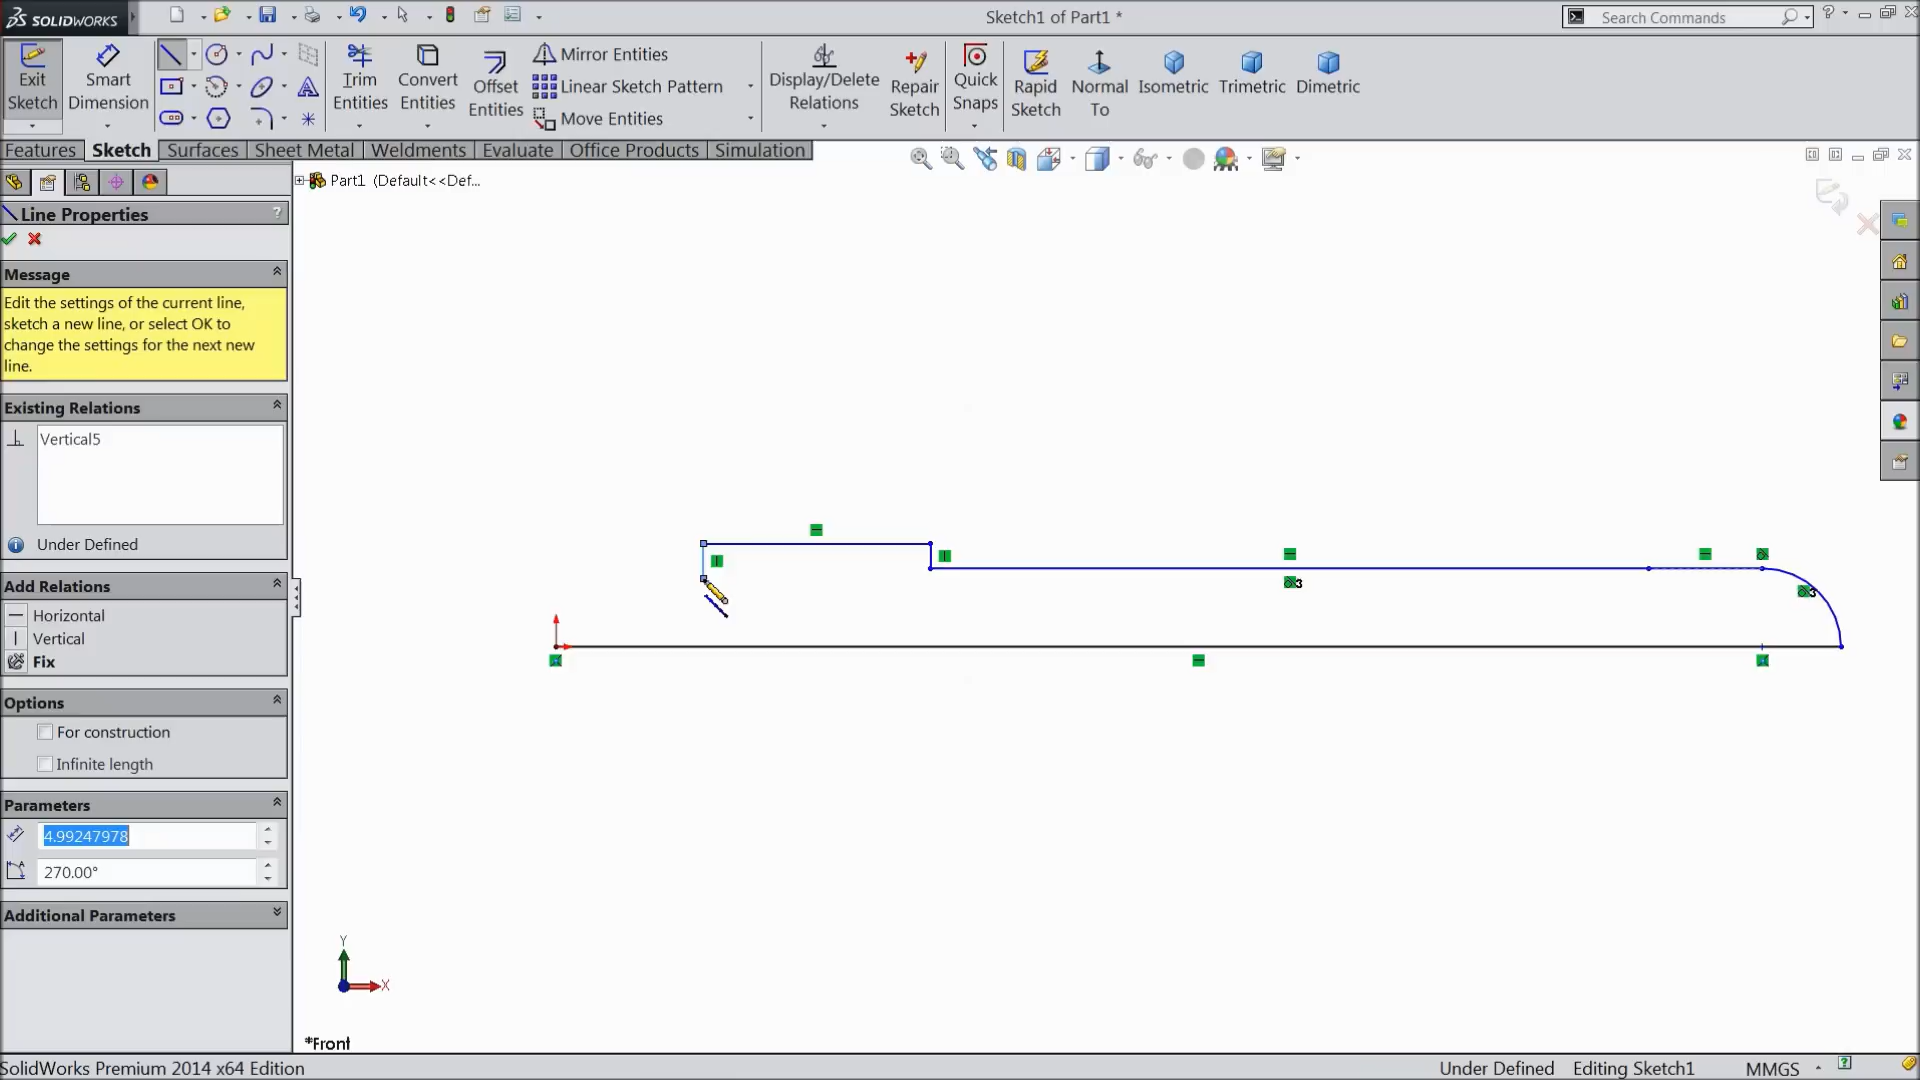 SOLIDWORKS
Sketch1 of Part1 *
Search Commands
?
Exit Sketch
Smart Dimension
Trim Entities
Convert Entities
Offset Entities
Mirror Entities
Linear Sketch Pattern
Move Entities
Display/Delete Relations
Repair Sketch
Quick Snaps
Rapid Sketch
Normal To
Isometric
Trimetric
Dimetric
Features
Sketch
Surfaces
Sheet Metal
Weldments
Evaluate
Office Products
Simulation
Part1 (Default<<Def...
Line Properties
?
Message
Edit the settings of the current line,
sketch a new line, or select OK to
change the settings for the next new
line.
Existing Relations
Vertical5
Under Defined
Add Relations
Horizontal
Vertical
Fix
Options
For construction
Infinite length
Parameters
4.99247978
270.00°
Additional Parameters
3
3
Y
X
*Front
SolidWorks Premium 2014 x64 Edition
Under Defined
Editing Sketch1
MMGS
?